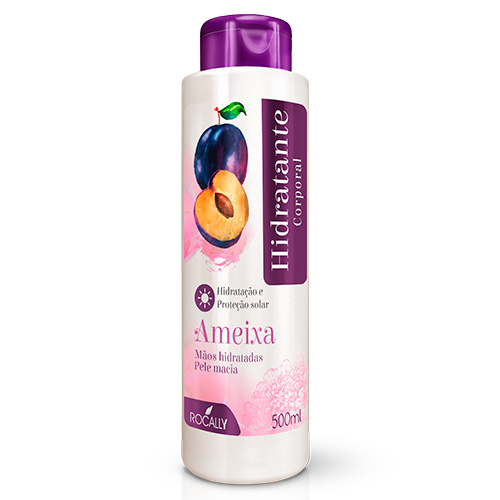 Hidratante
Corporal
Hidratação e
Proteção solar
Ameixa
Mãos hidratadas
Pele macia
ROCALLY
500ml